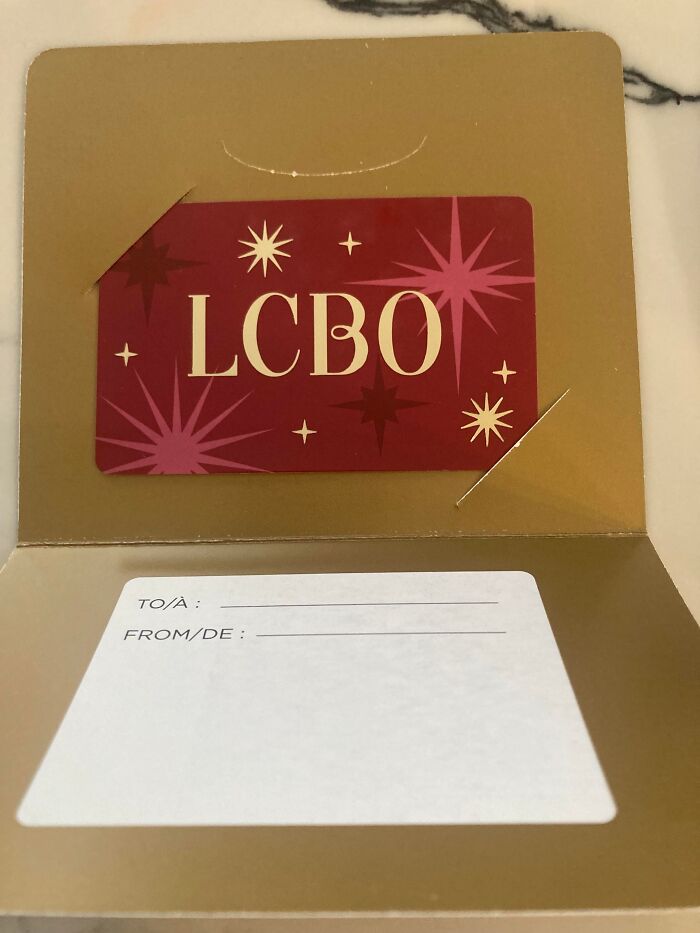 LCBO
TO/À :
FROM/DE :